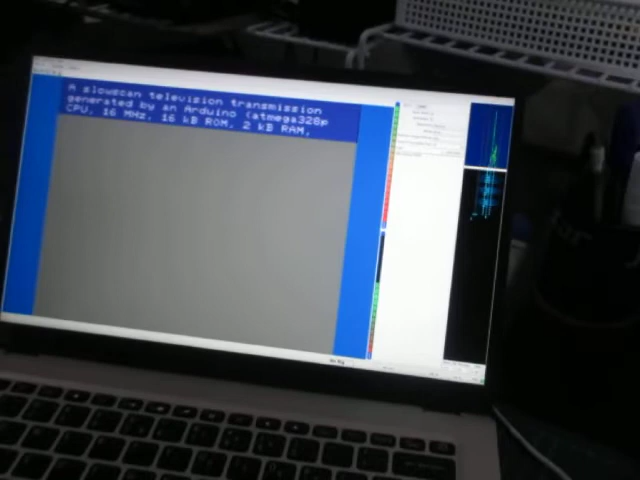 A slowscan television transmission
generated by an Arduino (atmega328p
CPU, 16 MHz, 16 kB ROM, 2 kB RAM,